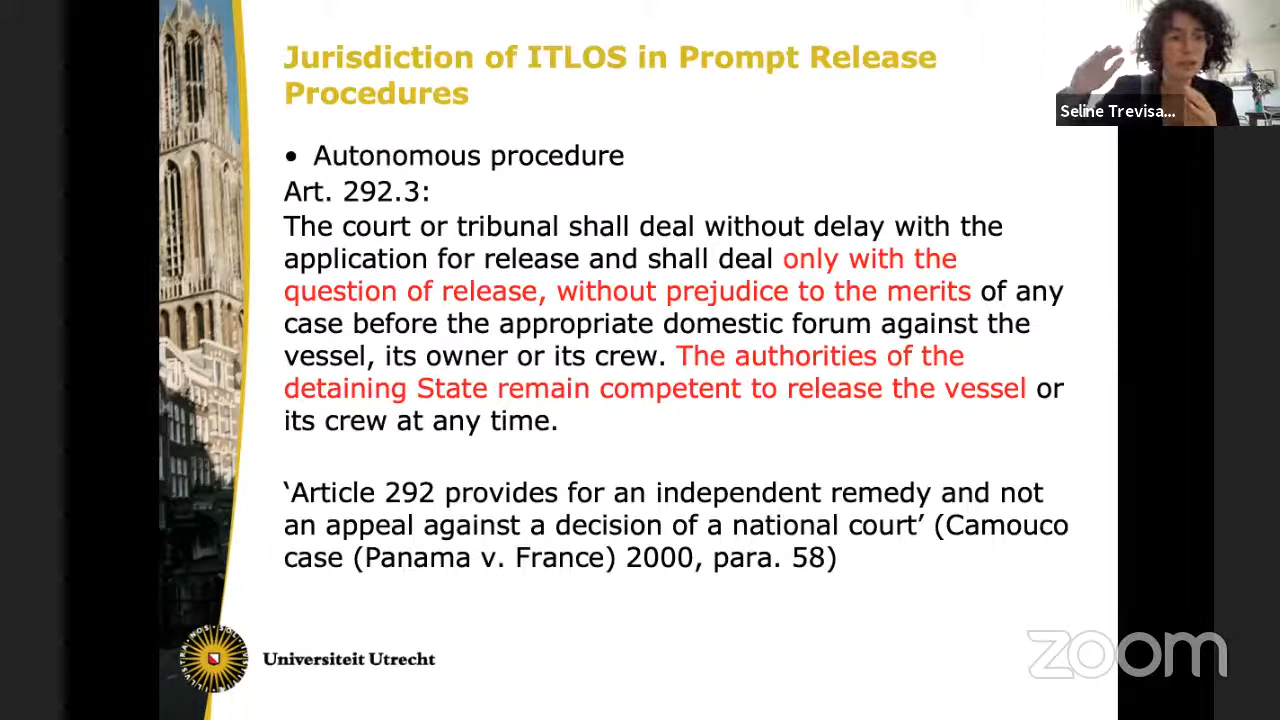 Jurisdiction of ITLOS in Prompt Release
Procedures
Seline Trevisa...
• Autonomous procedure
Art. 292.3:
The court or tribunal shall deal without delay with the
application for release and shall deal only with the
question of release, without prejudice to the merits of any
case before the appropriate domestic forum against the
vessel, its owner or its crew. The authorities of the
detaining State remain competent to release the vessel or
its crew at any time.
‘Article 292 provides for an independent remedy and not
an appeal against a decision of a national court’ (Camouco
case (Panama v. France) 2000, para. 58)
Universiteit Utrecht
zoom